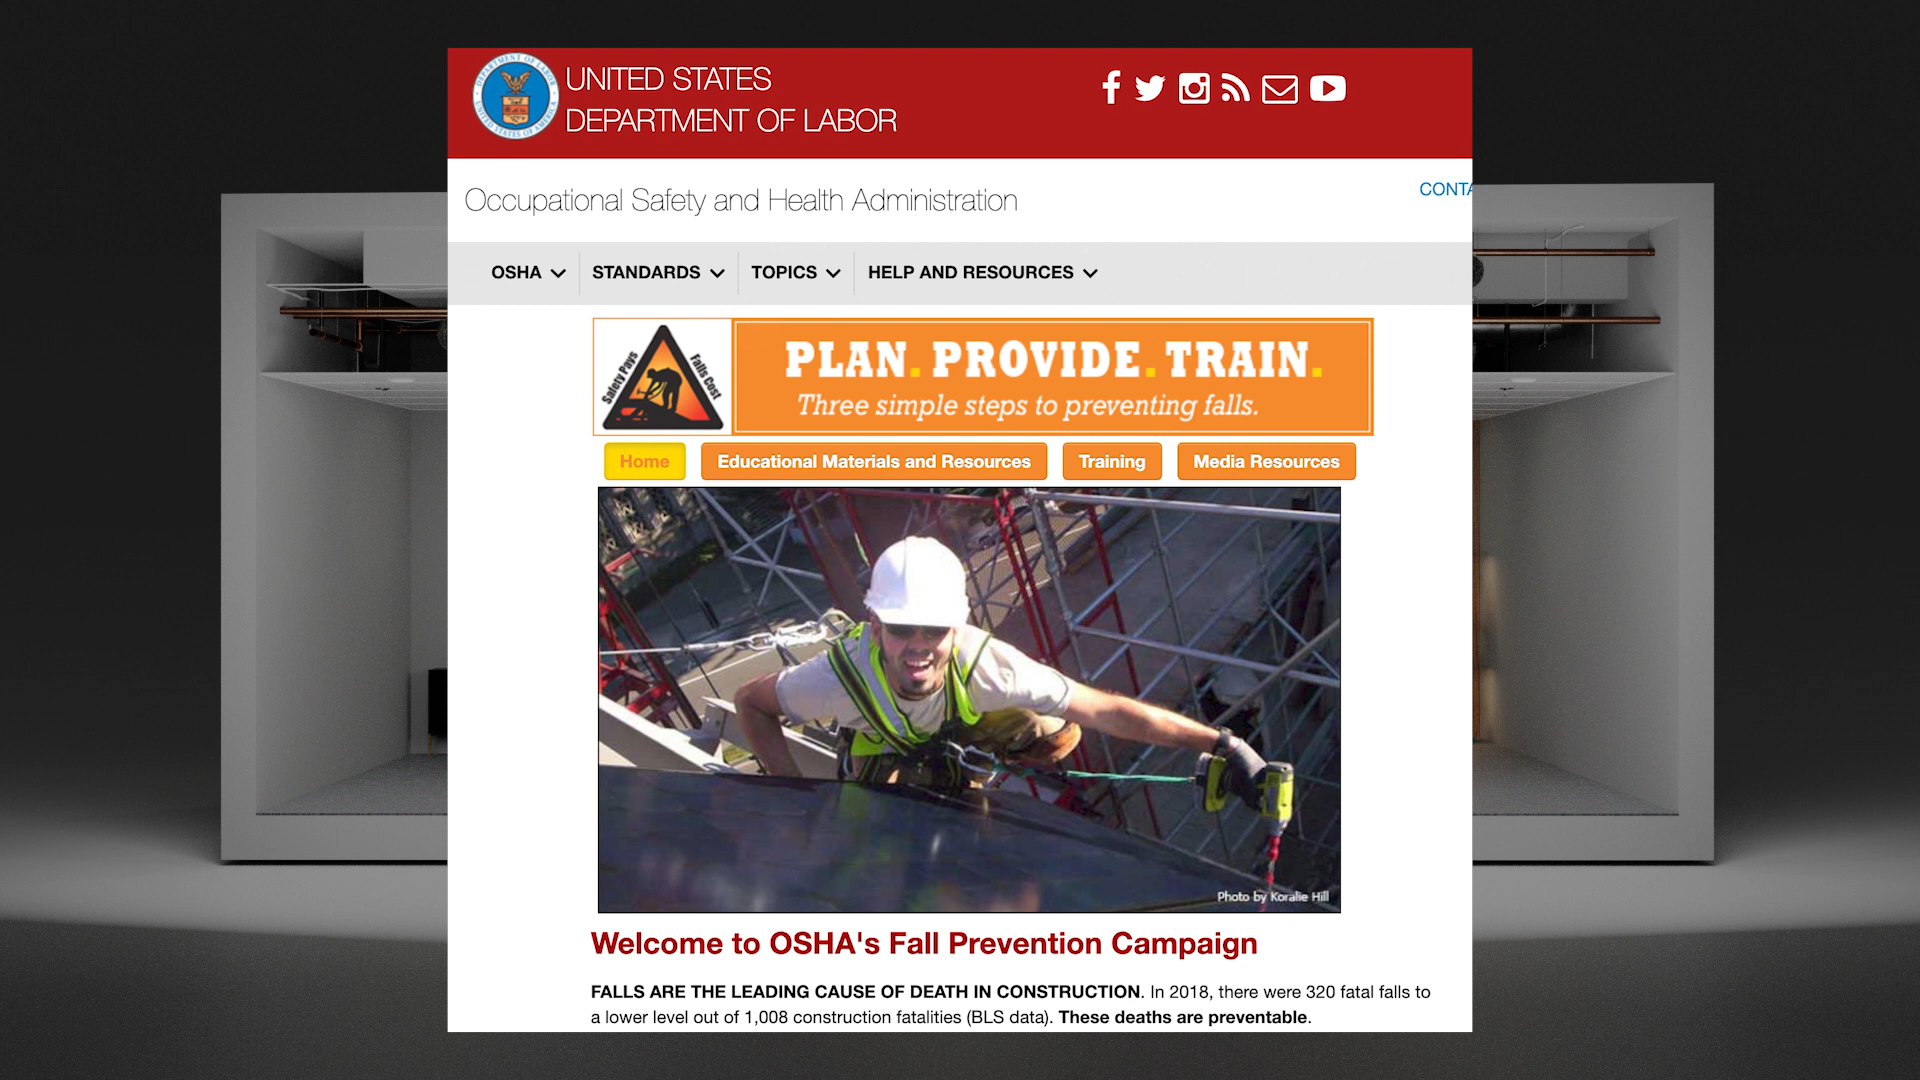 UNITED STATES
DEPARTMENT OF LABOR
Occupational Safety and Health Administration
CONTA
OSHA
STANDARDS
TOPICS
HELP AND RESOURCES
Safety Pays
Falls Cost
PLAN. PROVIDE. TRAIN.
Three simple steps to preventing falls.
Home
Educational Materials and Resources
Training
Media Resources
Photo by Koralie Hill
Welcome to OSHA's Fall Prevention Campaign
FALLS ARE THE LEADING CAUSE OF DEATH IN CONSTRUCTION. In 2018, there were 320 fatal falls to
a lower level out of 1,008 construction fatalities (BLS data). These deaths are preventable.